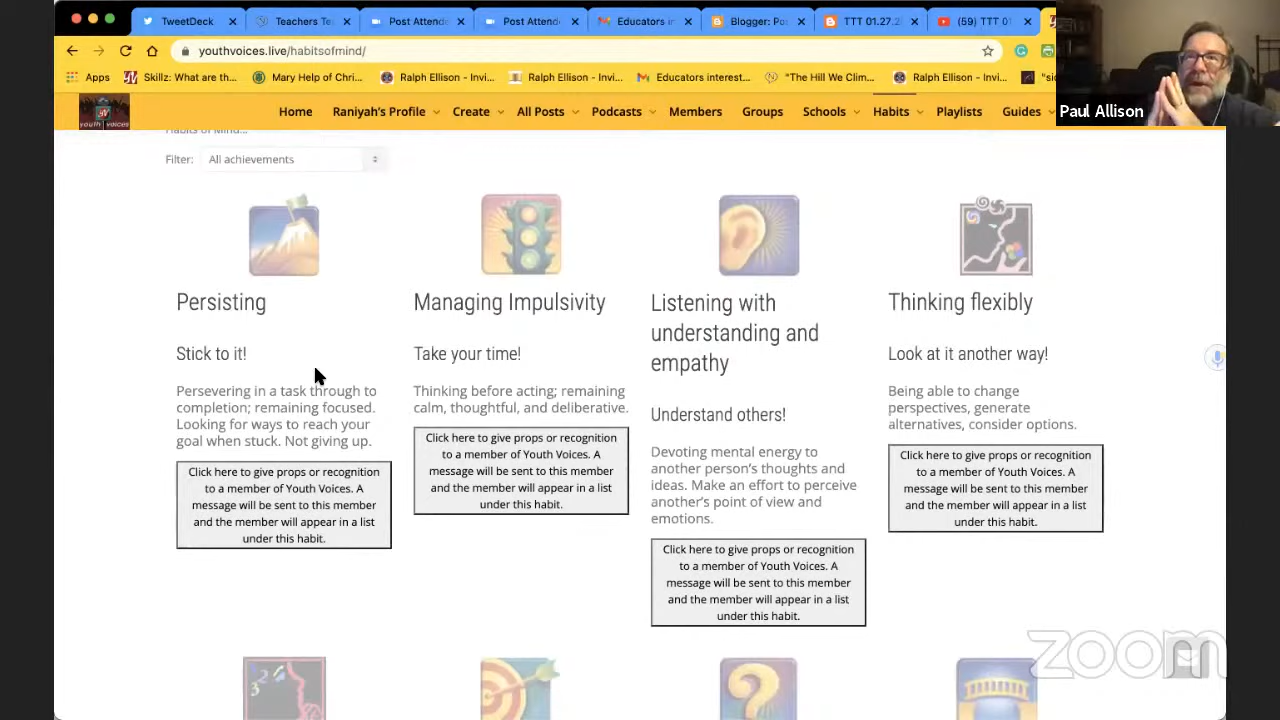 TweetDeck
Teachers Te
Post Attend
Post Attend
Educators in
Blogger: Po
TTT 01.27.2
(59) TTT 01
youthvoices.live/habitsofmind/
Apps
Skillz: What are th...
Mary Help of Chri...
Ralph Ellison - Invi...
Ralph Ellison - Invi...
Educators interest...
"The Hill We Clim...
Ralph Ellison - Invi...
"si
youth voices
Home
Raniyah's Profile
Create
All Posts
Podcasts
Members
Groups
Schools
Habits
Playlists
Guides
Paul Allison
Habits of Mind...
Filter:
All achievements
Persisting
Stick to it!
Persevering in a task through to
completion; remaining focused.
Looking for ways to reach your
goal when stuck. Not giving up.
Click here to give props or recognition
to a member of Youth Voices. A
message will be sent to this member
and the member will appear in a list
under this habit.
Managing Impulsivity
Take your time!
Thinking before acting; remaining
calm, thoughtful, and deliberative.
Click here to give props or recognition
to a member of Youth Voices. A
message will be sent to this member
and the member will appear in a list
under this habit.
Listening with
understanding and
empathy
Understand others!
Devoting mental energy to
another person's thoughts and
ideas. Make an effort to perceive
another's point of view and
emotions.
Click here to give props or recognition
to a member of Youth Voices. A
message will be sent to this member
and the member will appear in a list
under this habit.
Thinking flexibly
Look at it another way!
Being able to change
perspectives, generate
alternatives, consider options.
Click here to give props or recognition
to a member of Youth Voices. A
message will be sent to this member
and the member will appear in a list
under this habit.
zoom